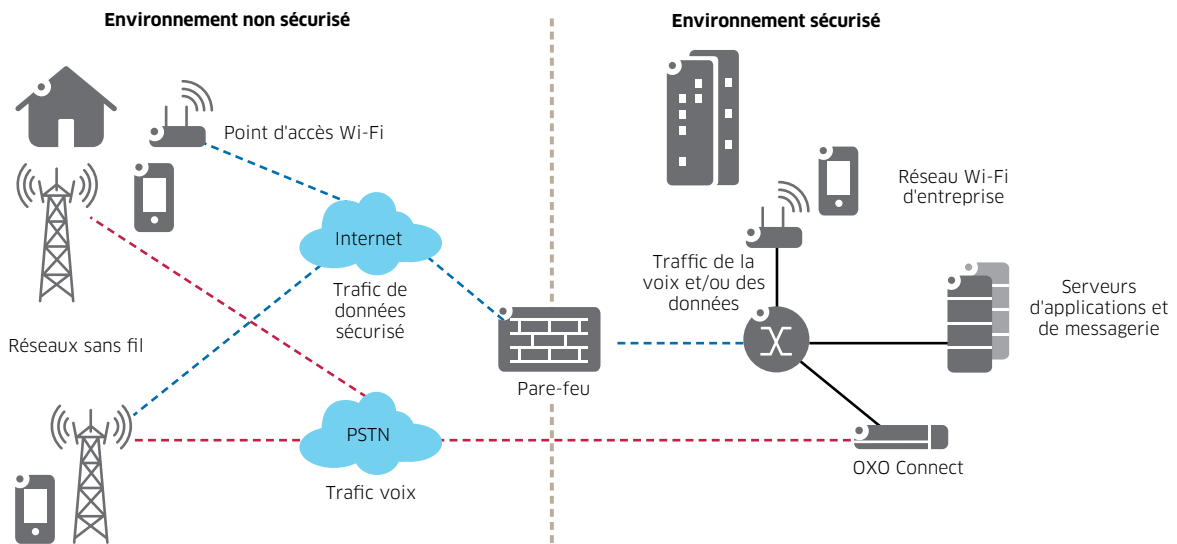 Environnement non sécurisé
Environnement sécurisé
Point d'accès Wi-Fi
Réseau Wi-Fi
d'entreprise
Internet
Traffic de la
voix et/ou des
données
Trafic de
données
sécurisé
Serveurs
d'applications et
de messagerie
Réseaux sans fil
Pare-feu
PSTN
OXO Connect
Trafic voix